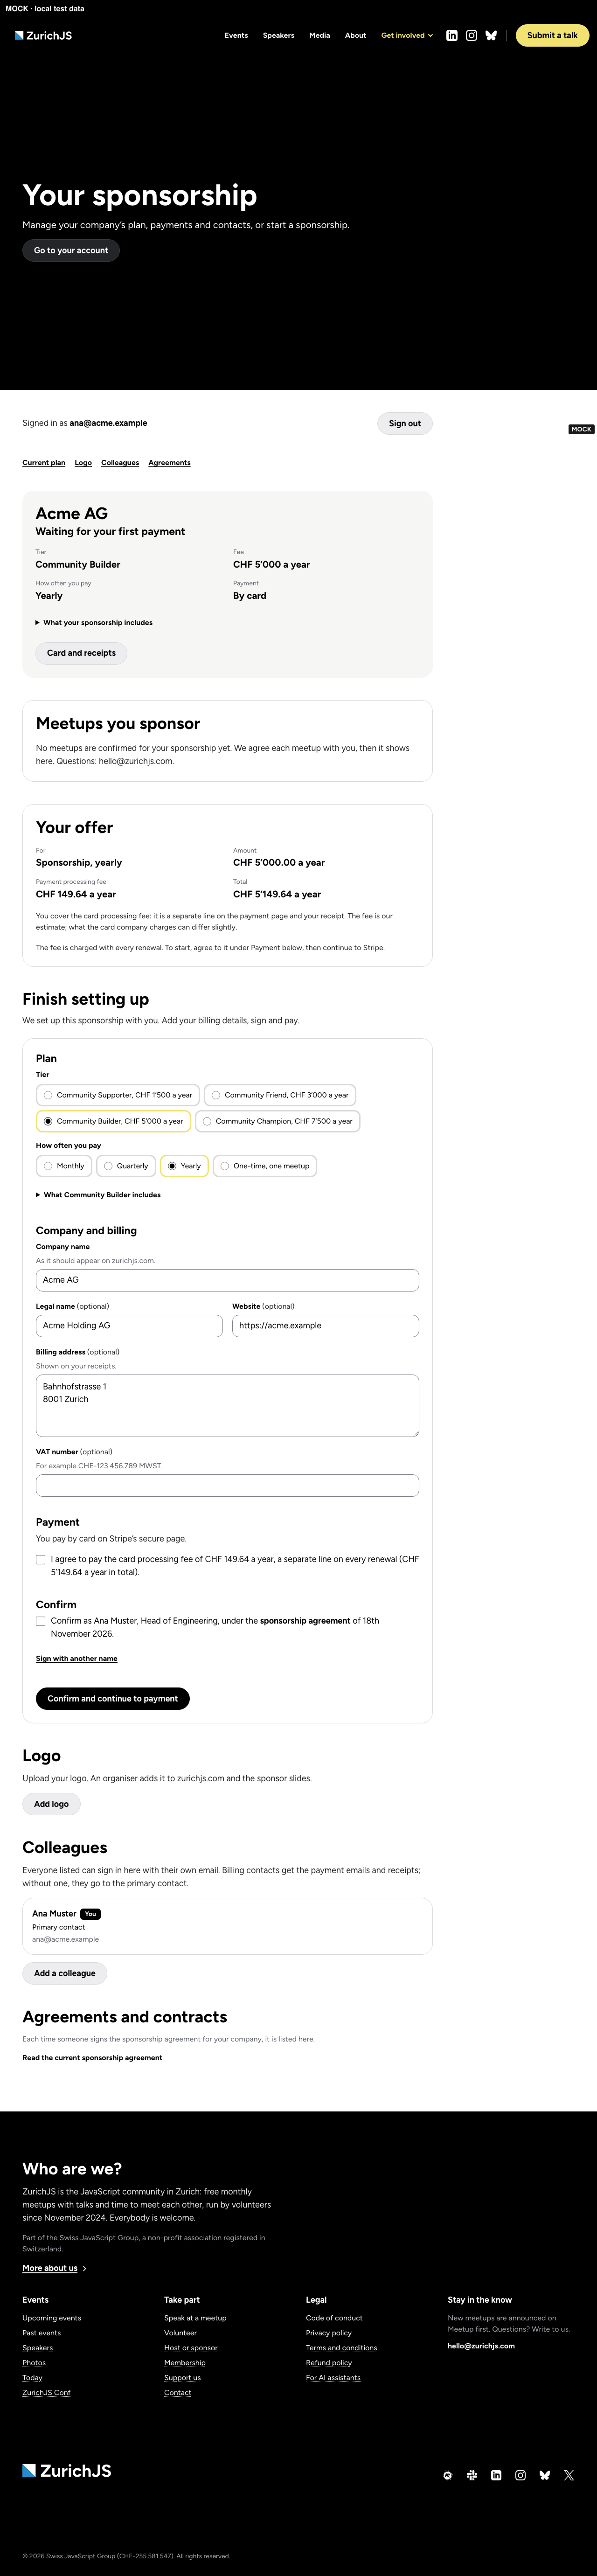 MOCK · local test data
ZurichJS
Events
Speakers
Media
About
Get involved
Submit a talk
Your sponsorship
Manage your company's plan, payments and contacts, or start a sponsorship.
Go to your account
Signed in as ana@acme.example
Sign out
MOCK
Current plan
Logo
Colleagues
Agreements
Acme AG
Waiting for your first payment
Tier
Fee
Community Builder
CHF 5'000 a year
How often you pay
Payment
Yearly
By card
What your sponsorship includes
Card and receipts
Meetups you sponsor
No meetups are confirmed for your sponsorship yet. We agree each meetup with you, then it shows
here. Questions: hello@zurichjs.com.
Your offer
For
Amount
Sponsorship, yearly
CHF 5'000.00 a year
Payment processing fee
Total
CHF 149.64 a year
CHF 5'149.64 a year
You cover the card processing fee: it is a separate line on the payment page and your receipt. The fee is our
estimate; what the card company charges can differ slightly.
The fee is charged with every renewal. To start, agree to it under Payment below, then continue to Stripe.
Finish setting up
We set up this sponsorship with you. Add your billing details, sign and pay.
Plan
Tier
Community Supporter, CHF 1'500 a year
Community Friend, CHF 3'000 a year
Community Builder, CHF 5'000 a year
Community Champion, CHF 7'500 a year
How often you pay
Monthly
Quarterly
Yearly
One-time, one meetup
What Community Builder includes
Company and billing
Company name
As it should appear on zurichjs.com.
Acme AG
Legal name (optional)
Website (optional)
Acme Holding AG
https://acme.example
Billing address (optional)
Shown on your receipts.
Bahnhofstrasse 1
8001 Zurich
VAT number (optional)
For example CHE-123.456.789 MWST.
Payment
You pay by card on Stripe's secure page.
I agree to pay the card processing fee of CHF 149.64 a year, a separate line on every renewal (CHF
5'149.64 a year in total).
Confirm
Confirm as Ana Muster, Head of Engineering, under the sponsorship agreement of 18th
November 2026.
Sign with another name
Confirm and continue to payment
Logo
Upload your logo. An organiser adds it to zurichjs.com and the sponsor slides.
Add logo
Colleagues
Everyone listed can sign in here with their own email. Billing contacts get the payment emails and receipts;
without one, they go to the primary contact.
Ana Muster
You
Primary contact
ana@acme.example
Add a colleague
Agreements and contracts
Each time someone signs the sponsorship agreement for your company, it is listed here.
Read the current sponsorship agreement
Who are we?
ZurichJS is the JavaScript community in Zurich: free monthly
meetups with talks and time to meet each other, run by volunteers
since November 2024. Everybody is welcome.
Part of the Swiss JavaScript Group, a non-profit association registered in
Switzerland.
More about us
Events
Upcoming events
Past events
Speakers
Photos
Today
ZurichJS Conf
Take part
Speak at a meetup
Volunteer
Host or sponsor
Membership
Support us
Contact
Legal
Code of conduct
Privacy policy
Terms and conditions
Refund policy
For AI assistants
Stay in the know
New meetups are announced on
Meetup first. Questions? Write to us.
hello@zurichjs.com
ZurichJS
© 2026 Swiss JavaScript Group (CHE-255.581.547). All rights reserved.